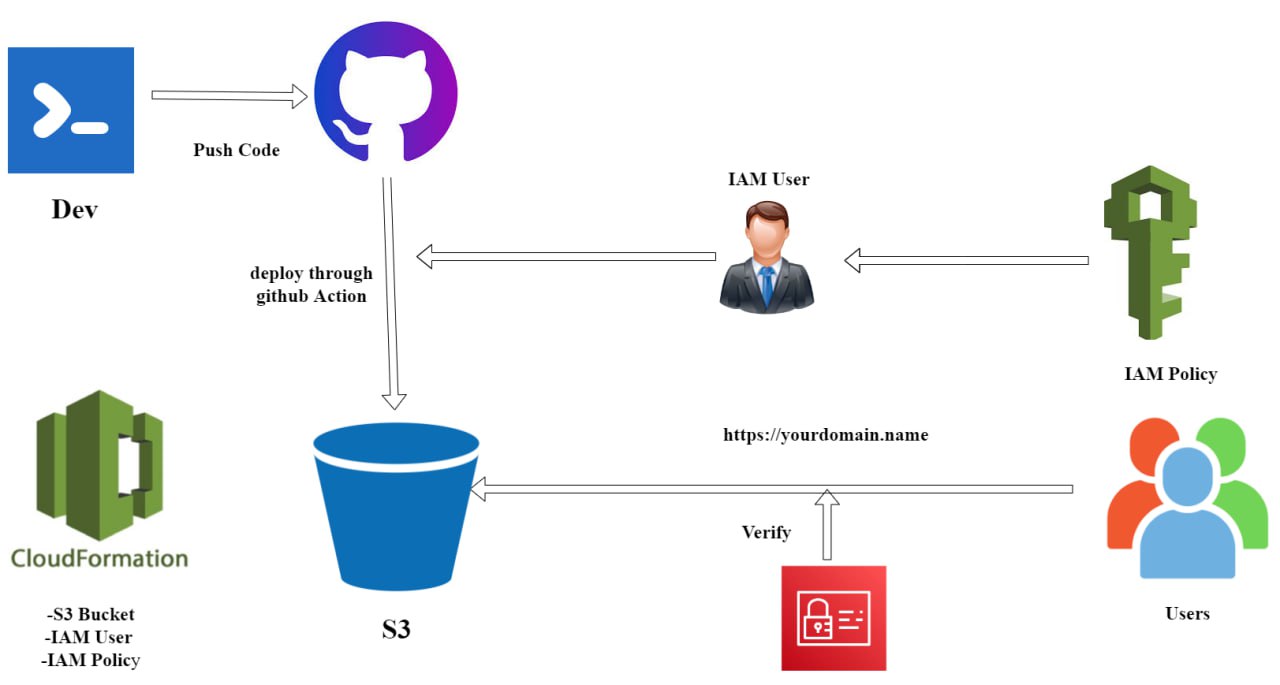 Push Code
Dev
IAM User
deploy through
github Action
IAM Policy
https://yourdomain.name
CloudFormation
Verify
-S3 Bucket
-IAM User
-IAM Policy
S3
Users